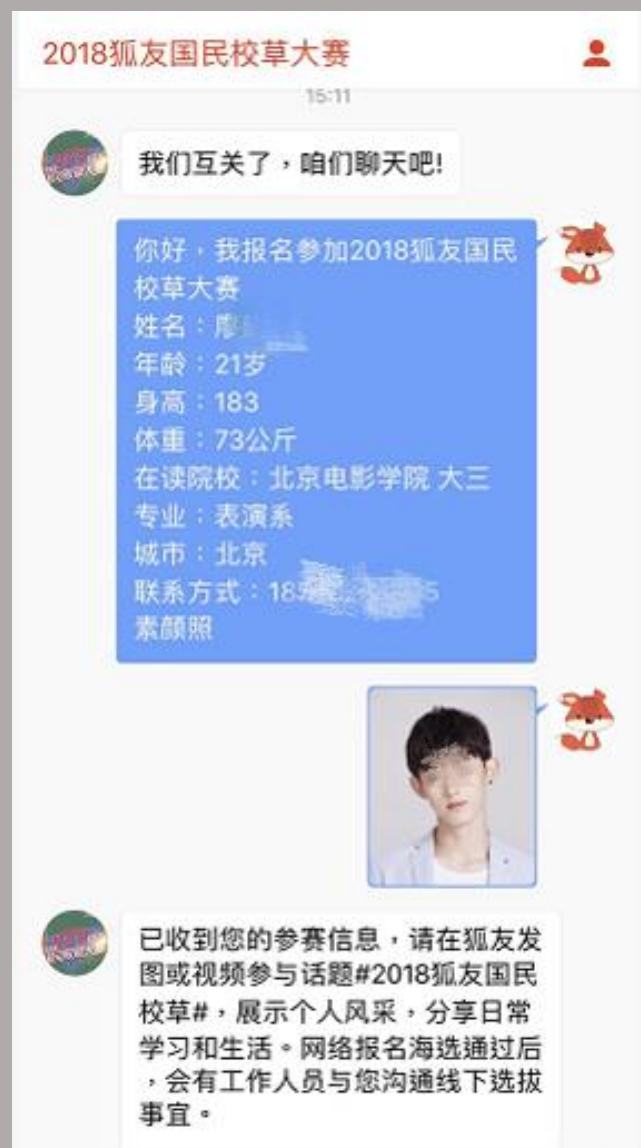 2018狐友国民校草大赛
15:11
我们互关了，咱们聊天吧!
你好，我报名参加2018狐友国民
校草大赛
姓名：廖
年龄：21岁
身高：183
体重：73公斤
在读院校：北京电影学院 大三
专业：表演系
城市：北京
联系方式：18
素颜照
已收到您的参赛信息，请在狐友发
图或视频参与话题#2018狐友国民
校草#，展示个人风采，分享日常
学习和生活。网络报名海选通过后
，会有工作人员与您沟通线下选拔
事宜。